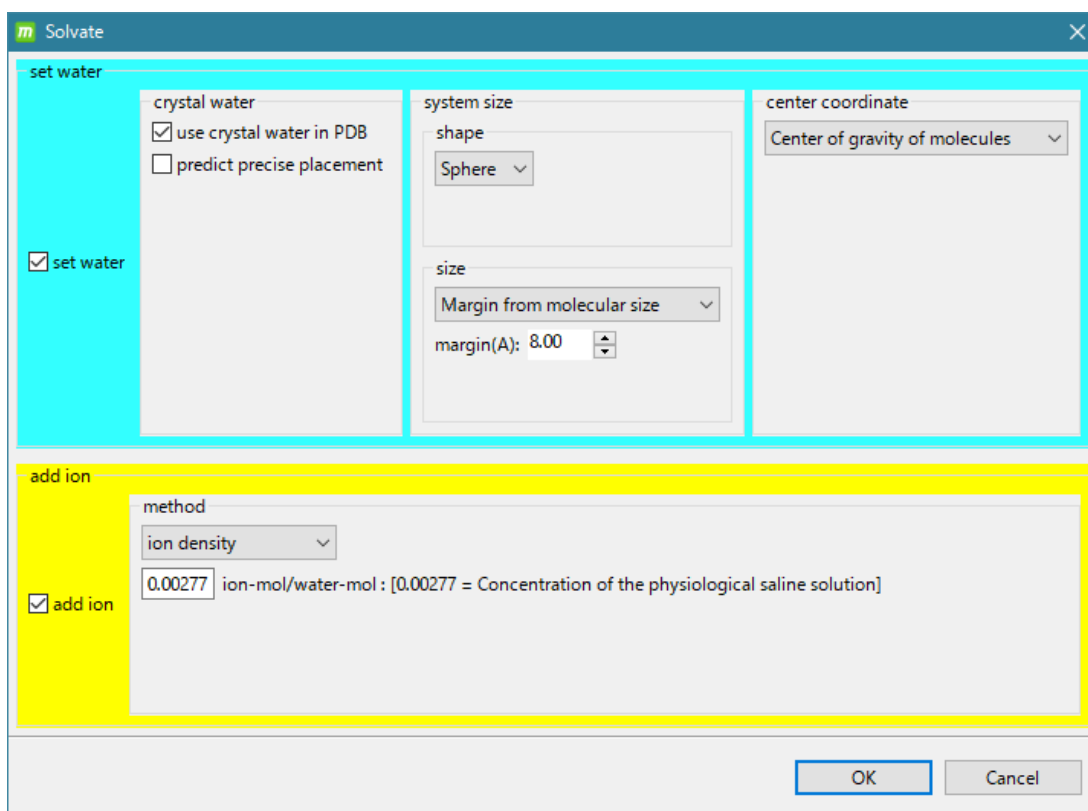 Solvate
set water
set water
crystal water
use crystal water in PDB
predict precise placement
system size
shape
Sphere
size
Margin from molecular size
margin(A): 8.00
center coordinate
Center of gravity of molecules
add ion
add ion
method
ion density
0.00277 ion-mol/water-mol : [0.00277 = Concentration of the physiological saline solution]
OK
Cancel